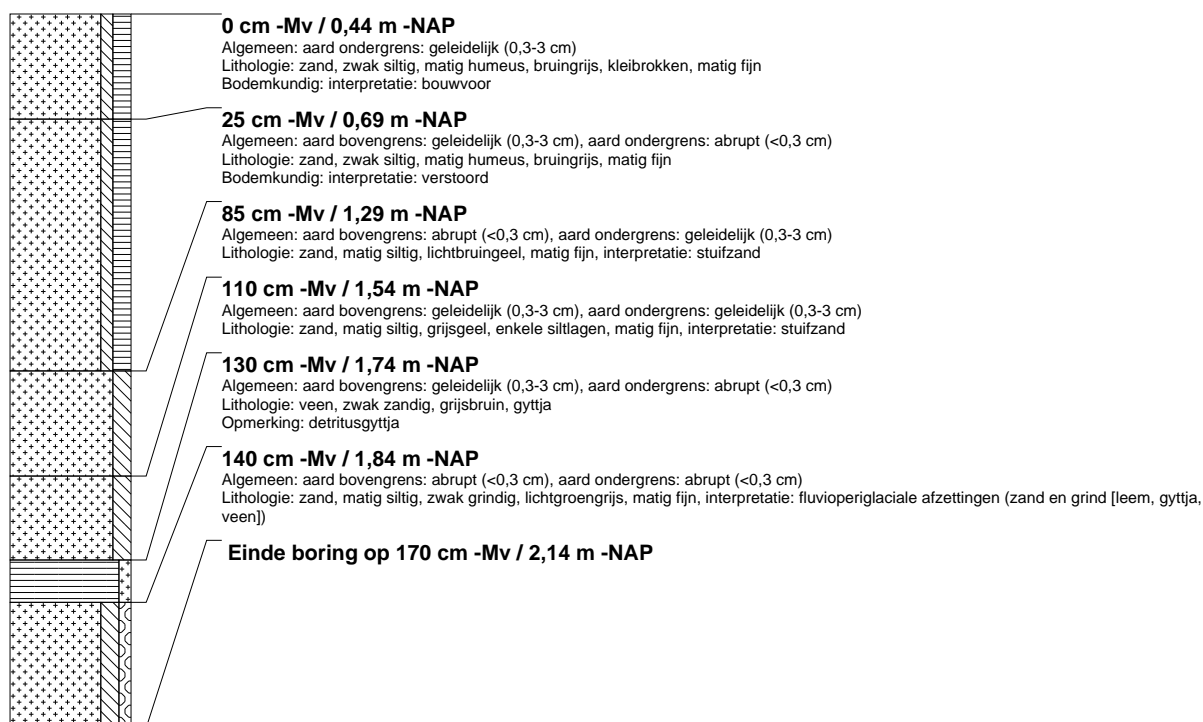 0 cm -Mv / 0,44 m -NAP
Algemeen: aard ondergrens: geleidelijk (0,3-3 cm)
Lithologie: zand, zwak siltig, matig humeus, bruingrijs, kleibrokken, matig fijn
Bodemkundig: interpretatie: bouwvoor
25 cm -Mv / 0,69 m -NAP
Algemeen: aard bovengrens: geleidelijk (0,3-3 cm), aard ondergrens: abrupt (<0,3 cm)
Lithologie: zand, zwak siltig, matig humeus, bruingrijs, matig fijn
Bodemkundig: interpretatie: verstoord
85 cm -Mv / 1,29 m -NAP
Algemeen: aard bovengrens: abrupt (<0,3 cm), aard ondergrens: geleidelijk (0,3-3 cm)
Lithologie: zand, matig siltig, lichtbruingeel, matig fijn, interpretatie: stuifzand
110 cm -Mv / 1,54 m -NAP
Algemeen: aard bovengrens: geleidelijk (0,3-3 cm), aard ondergrens: geleidelijk (0,3-3 cm)
Lithologie: zand, matig siltig, grijsgeel, enkele siltlagen, matig fijn, interpretatie: stuifzand
130 cm -Mv / 1,74 m -NAP
Algemeen: aard bovengrens: geleidelijk (0,3-3 cm), aard ondergrens: abrupt (<0,3 cm)
Lithologie: veen, zwak zandig, grijsbruin, gyttja
Opmerking: detritusgyttja
140 cm -Mv / 1,84 m -NAP
Algemeen: aard bovengrens: abrupt (<0,3 cm), aard ondergrens: abrupt (<0,3 cm)
Lithologie: zand, matig siltig, zwak grindig, lichtgroengrijs, matig fijn, interpretatie: fluvioperiglaciale afzettingen (zand en grind [leem, gyttja,
veen])
Einde boring op 170 cm -Mv / 2,14 m -NAP